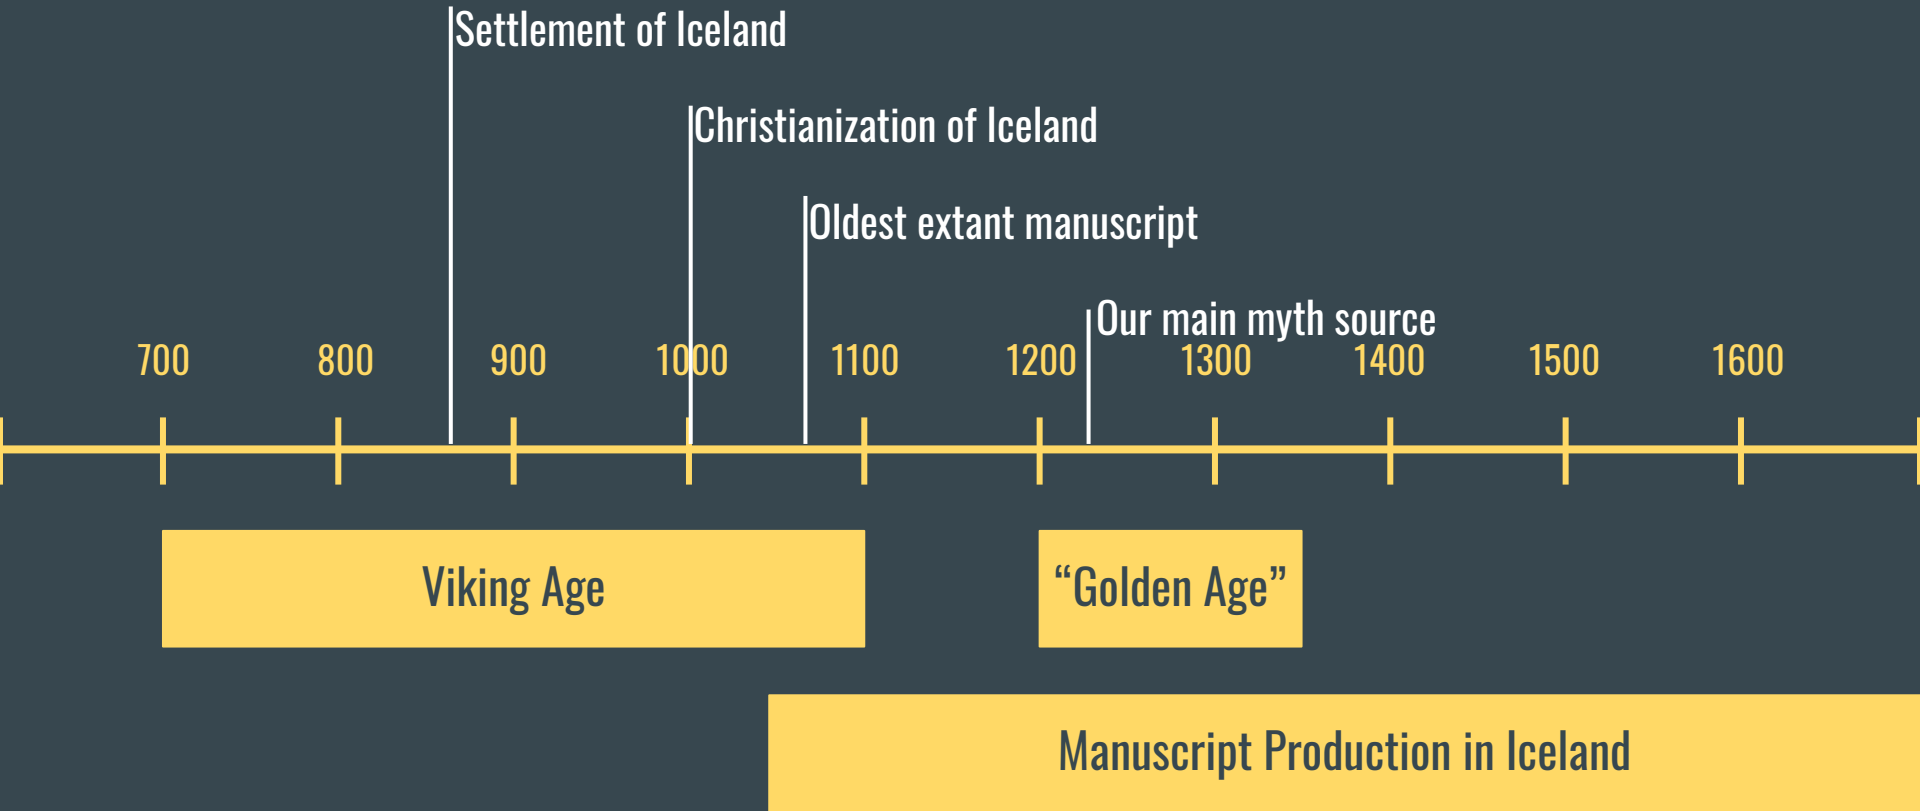 Settlement of Iceland
Christianization of Iceland
Oldest extant manuscript
Our main myth source
700 800 900 1000 1100 1200 1300 1400 1500 1600
Viking Age
“Golden Age”
Manuscript Production in Iceland